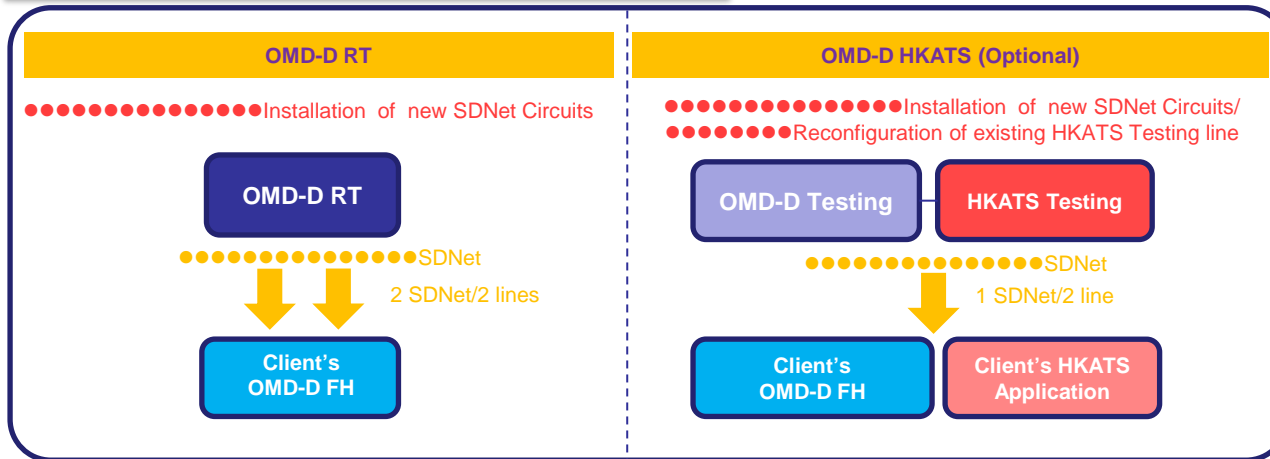 OMD-D RT
●●●●●●●●●●●●●●●Installation of new SDNet Circuits
OMD-D RT
●●●●●●●●●●●●●●●SDNet
2 SDNet/2 lines
Client's
OMD-D FH
OMD-D HKATS (Optional)
●●●●●●●●●●●●●●●Installation of new SDNet Circuits/
●●●●●●●●Reconfiguration of existing HKATS Testing line
OMD-D Testing
HKATS Testing
●●●●●●●●●●●●●●●SDNet
1 SDNet/2 line
Client's
OMD-D FH
Client's HKATS
Application